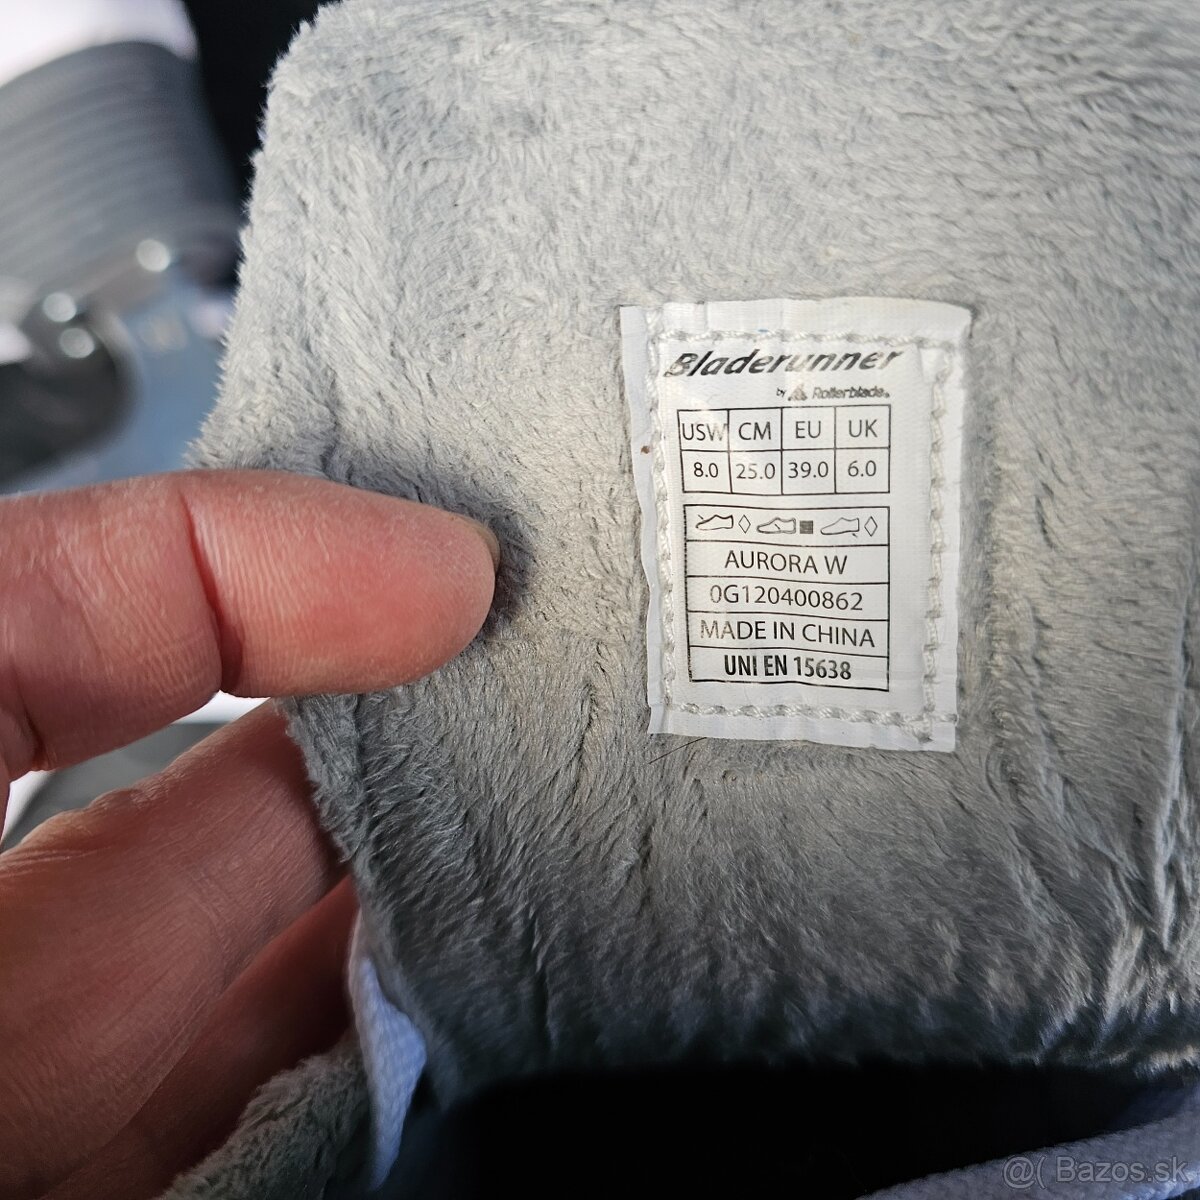 Bladerunner
by Rollerblade®
USW CM EU UK
8.0 25.0 39.0 6.0
AURORA W
0G120400862
MADE IN CHINA
UNI EN 15638
@( Bazos.sk